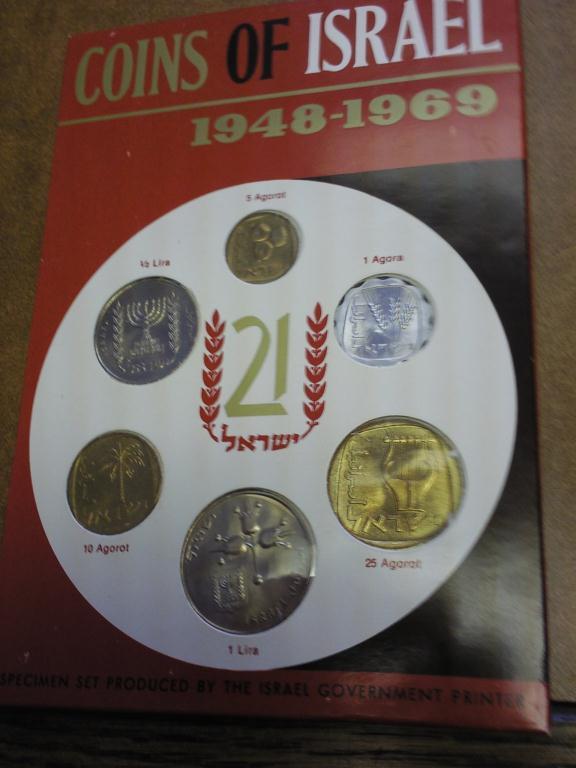 COINS OF ISRAEL
1948-1969
5 Agorot
½ Lira
1 Agora
21
ישראל
10 Agorot
25 Agorot
1 Lira
SPECIMEN SET PRODUCED BY THE ISRAEL GOVERNMENT PRINTER